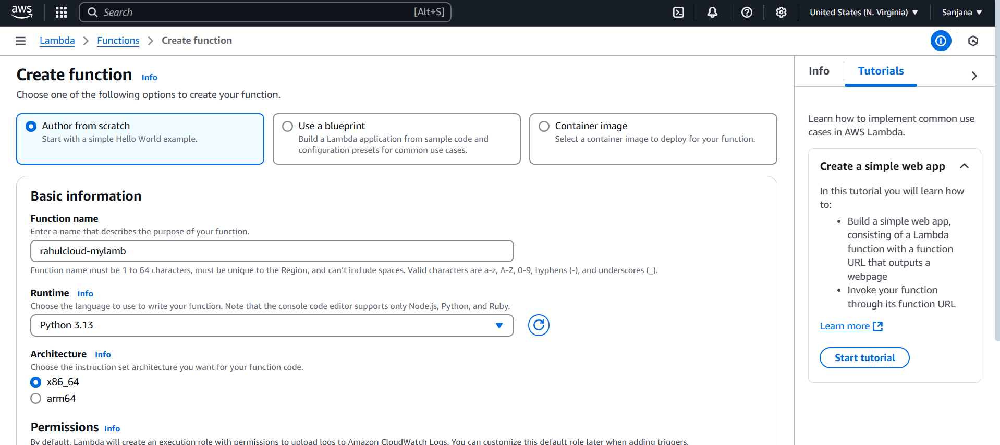 aws
Search [Alt+S]
United States (N. Virginia) ▼
Sanjana ▼
Lambda > Functions > Create function
Create function Info
Choose one of the following options to create your function.
Author from scratch
Start with a simple Hello World example.
Use a blueprint
Build a Lambda application from sample code and
configuration presets for common use cases.
Container image
Select a container image to deploy for your function.
Basic information
Function name
Enter a name that describes the purpose of your function.
rahulcloud-mylamb
Function name must be 1 to 64 characters, must be unique to the Region, and can’t include spaces. Valid characters are a-z, A-Z, 0-9, hyphens (-), and underscores (_).
Runtime Info
Choose the language to use to write your function. Note that the console code editor supports only Node.js, Python, and Ruby.
Python 3.13
Architecture Info
Choose the instruction set architecture you want for your function code.
x86_64
arm64
Permissions Info
By default, Lambda will create an execution role with permissions to upload logs to Amazon CloudWatch Logs. You can customize this default role later when adding triggers.
Info
Tutorials
Learn how to implement common use
cases in AWS Lambda.
Create a simple web app
In this tutorial you will learn how
to:
• Build a simple web app,
consisting of a Lambda
function with a function
URL that outputs a
webpage
• Invoke your function
through its function URL
Learn more
Start tutorial